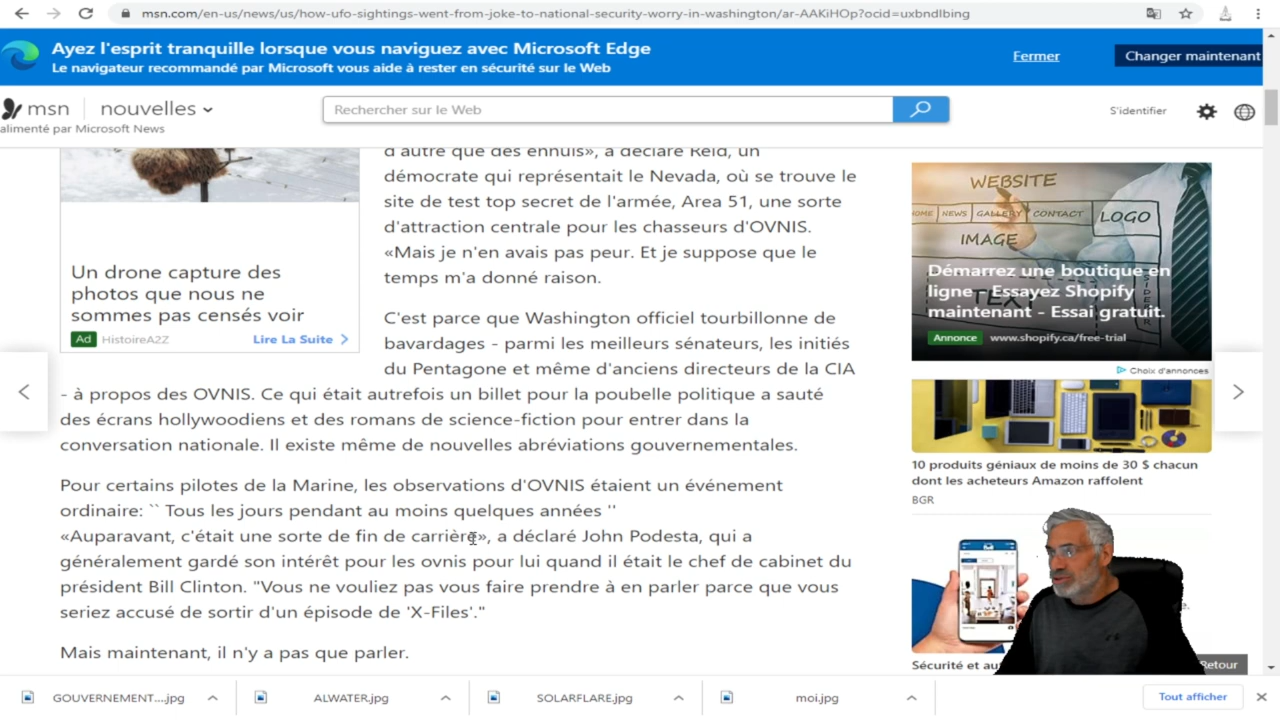 msn.com/en-us/news/us/how-ufo-sightings-went-from-joke-to-national-security-worry-in-washington/ar-AAKiHOp?ocid=uxbndlbing
Ayez l'esprit tranquille lorsque vous naviguez avec Microsoft Edge
Le navigateur recommandé par Microsoft vous aide à rester en sécurité sur le Web
Fermer
Changer maintenant
msn
nouvelles
alimenté par Microsoft News
Rechercher sur le Web
S'identifier
Un drone capture des
photos que nous ne
sommes pas censés voir
Ad HistoireA2Z Lire La Suite
d'autre que des ennuis», a déclaré Reid, un
démocrate qui représentait le Nevada, où se trouve le
site de test top secret de l'armée, Area 51, une sorte
d'attraction centrale pour les chasseurs d'OVNIS.
«Mais je n'en avais pas peur. Et je suppose que le
temps m'a donné raison.
C'est parce que Washington officiel tourbillonne de
bavardages - parmi les meilleurs sénateurs, les initiés
du Pentagone et même d'anciens directeurs de la CIA
- à propos des OVNIS. Ce qui était autrefois un billet pour la poubelle politique a sauté
des écrans hollywoodiens et des romans de science-fiction pour entrer dans la
conversation nationale. Il existe même de nouvelles abréviations gouvernementales.
Pour certains pilotes de la Marine, les observations d'OVNIS étaient un événement
ordinaire: `` Tous les jours pendant au moins quelques années ''
«Auparavant, c'était une sorte de fin de carrière», a déclaré John Podesta, qui a
généralement gardé son intérêt pour les ovnis pour lui quand il était le chef de cabinet du
président Bill Clinton. "Vous ne vouliez pas vous faire prendre à en parler parce que vous
seriez accusé de sortir d'un épisode de 'X-Files'."
Mais maintenant, il n'y a pas que parler.
WEBSITE
HOME NEWS GALLERY CONTACT LOGO
IMAGE
TEXT
Démarrez une boutique en
ligne - Essayez Shopify
maintenant - Essai gratuit.
Annonce www.shopify.ca/free-trial
Choix d'annonces
10 produits géniaux de moins de 30 $ chacun
dont les acheteurs Amazon raffolent
BGR
Sécurité et
Retour
GOUVERNEMENT....jpg
ALWATER.jpg
SOLARFLARE.jpg
moi.jpg
Tout afficher